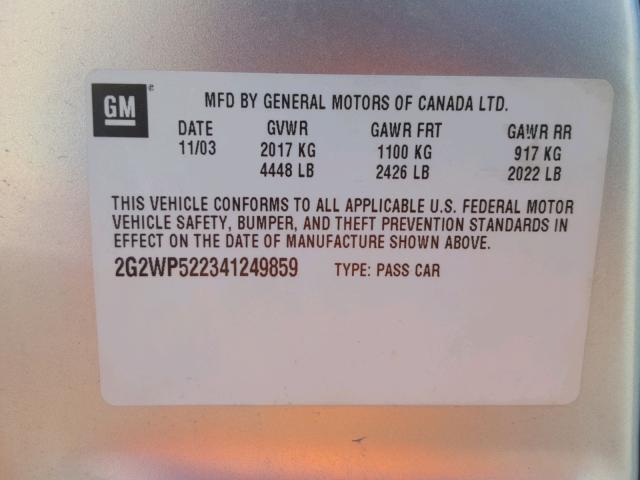 GM
MFD BY GENERAL MOTORS OF CANADA LTD.
DATE GVWR GAWR FRT GAWR RR
11/03 2017 KG 1100 KG 917 KG
4448 LB 2426 LB 2022 LB
THIS VEHICLE CONFORMS TO ALL APPLICABLE U.S. FEDERAL MOTOR
VEHICLE SAFETY, BUMPER, AND THEFT PREVENTION STANDARDS IN
EFFECT ON THE DATE OF MANUFACTURE SHOWN ABOVE.
2G2WP522341249859 TYPE: PASS CAR